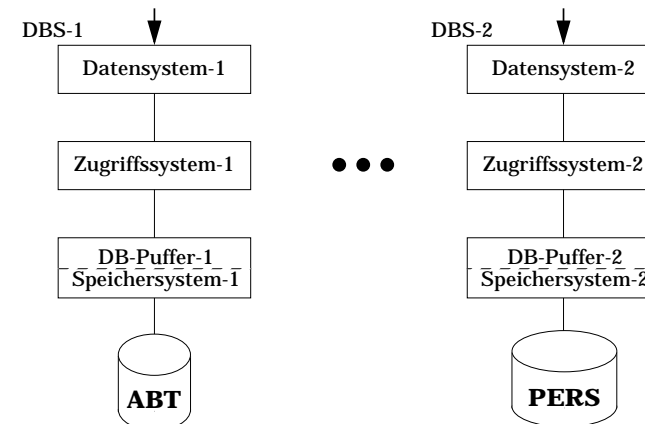 DBS-1
Datensystem-1
Zugriffssystem-1
DB-Puffer-1
Speichersystem-1
ABT
DBS-2
Datensystem-2
Zugriffssystem-2
DB-Puffer-2
Speichersystem-2
PERS